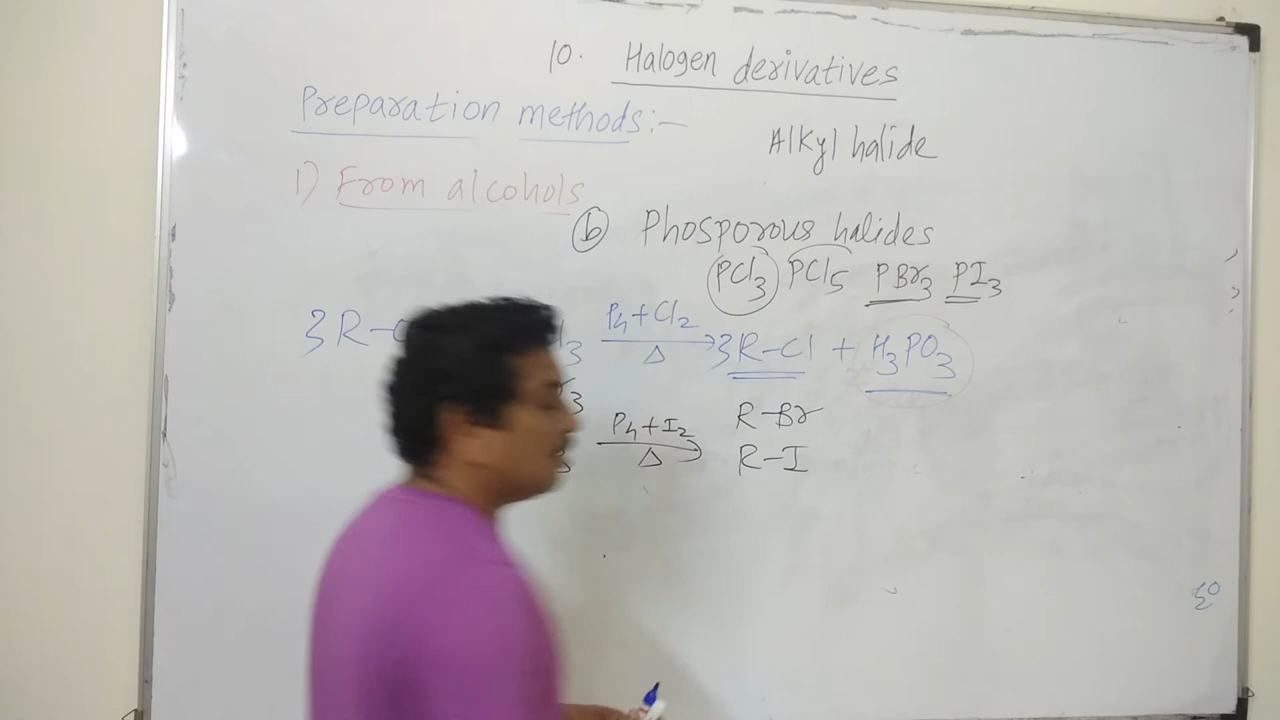 10. Halogen derivatives
Preparation methods:-
Alkyl halide
1) From alcohols
b Phosporous halides
PCl3 PCl5 PBr3 PI3
3R- P4+Cl2 Δ 3R-Cl + H3PO3
3 R-Br
P4+I2 Δ R-I